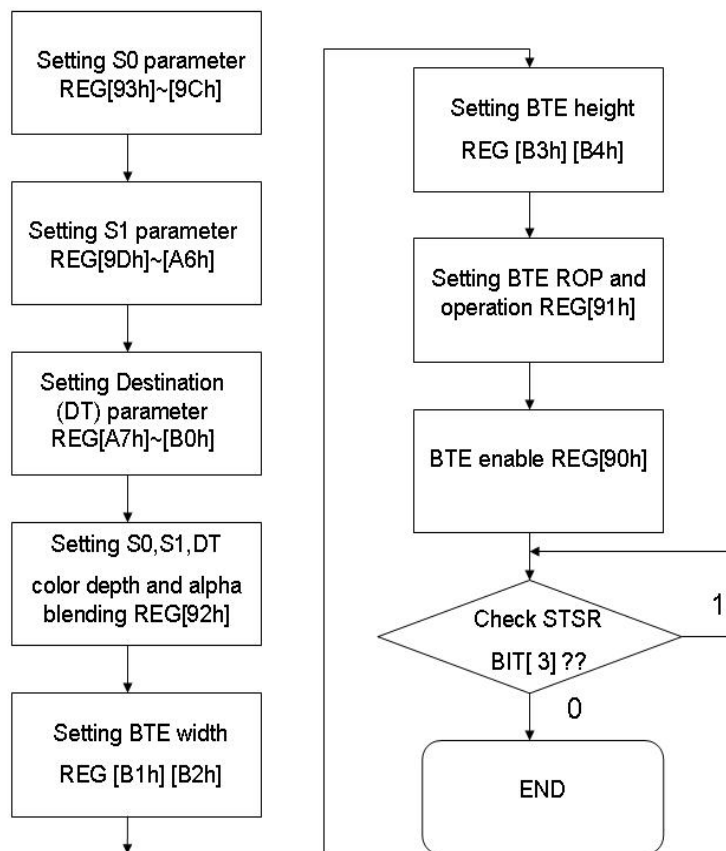 Setting S0 parameter
REG[93h]~[9Ch]
Setting S1 parameter
REG[9Dh]~[A6h]
Setting Destination
(DT) parameter
REG[A7h]~[B0h]
Setting S0,S1,DT
color depth and alpha
blending REG[92h]
Setting BTE width
REG [B1h] [B2h]
Setting BTE height
REG [B3h] [B4h]
Setting BTE ROP and
operation REG[91h]
BTE enable REG[90h]
Check STSR
BIT[ 3] ??
1
0
END